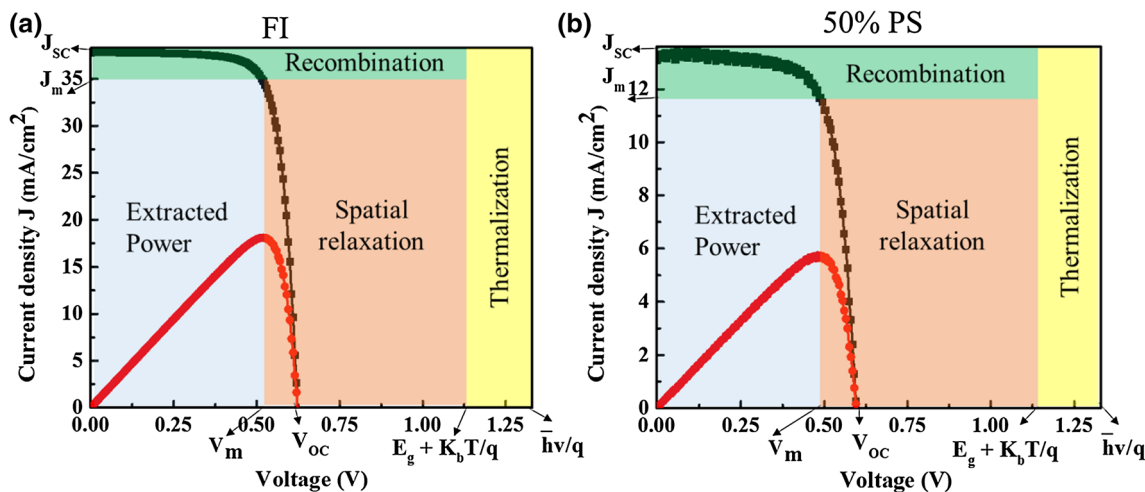 (a)
FI
J_SC
J_m 35
30
25
20
15
10
5
0
Current density J (mA/cm²)
Recombination
Extracted
Power
Spatial
relaxation
Thermalization
0.00 0.25 0.50 0.75 1.00 1.25
V_m
V_OC
E_g + K_bT/q
h̅v/q
Voltage (V)
(b)
50% PS
J_SC
J_m 12
10
8
6
4
2
0
Current density J (mA/cm²)
Recombination
Extracted Power
Spatial
relaxation
Thermalization
0.00 0.25 0.50 0.75 1.00 1.25
V_m
V_OC
E_g + K_bT/q
h̅v/q
Voltage (V)